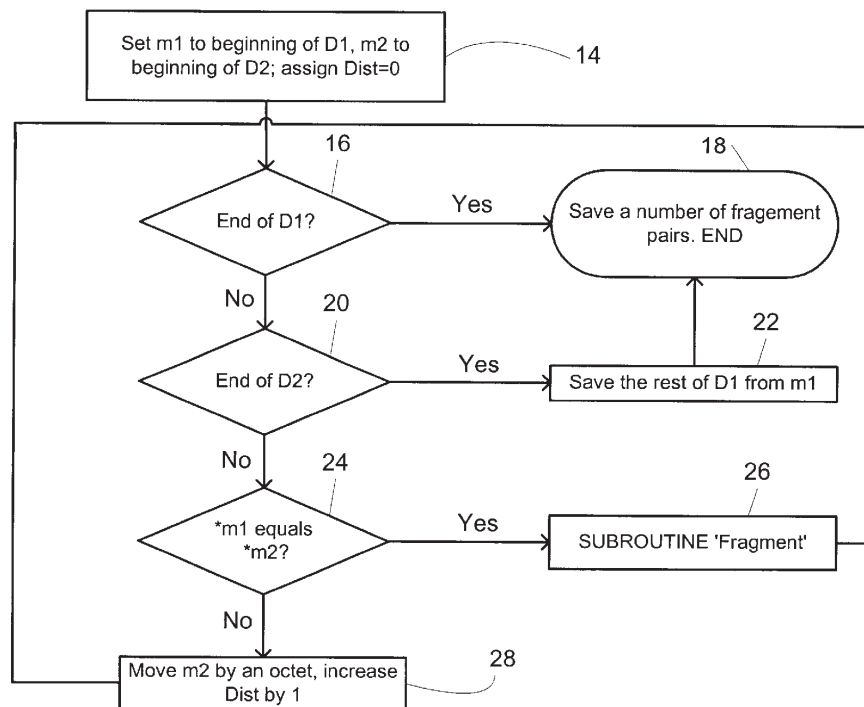 Set m1 to beginning of D1, m2 to
beginning of D2; assign Dist=0
14
16
18
End of D1?
Yes
Save a number of fragement
pairs. END
No
20
22
End of D2?
Yes
Save the rest of D1 from m1
No
24
26
*m1 equals
*m2?
Yes
SUBROUTINE 'Fragment'
No
Move m2 by an octet, increase
Dist by 1
28